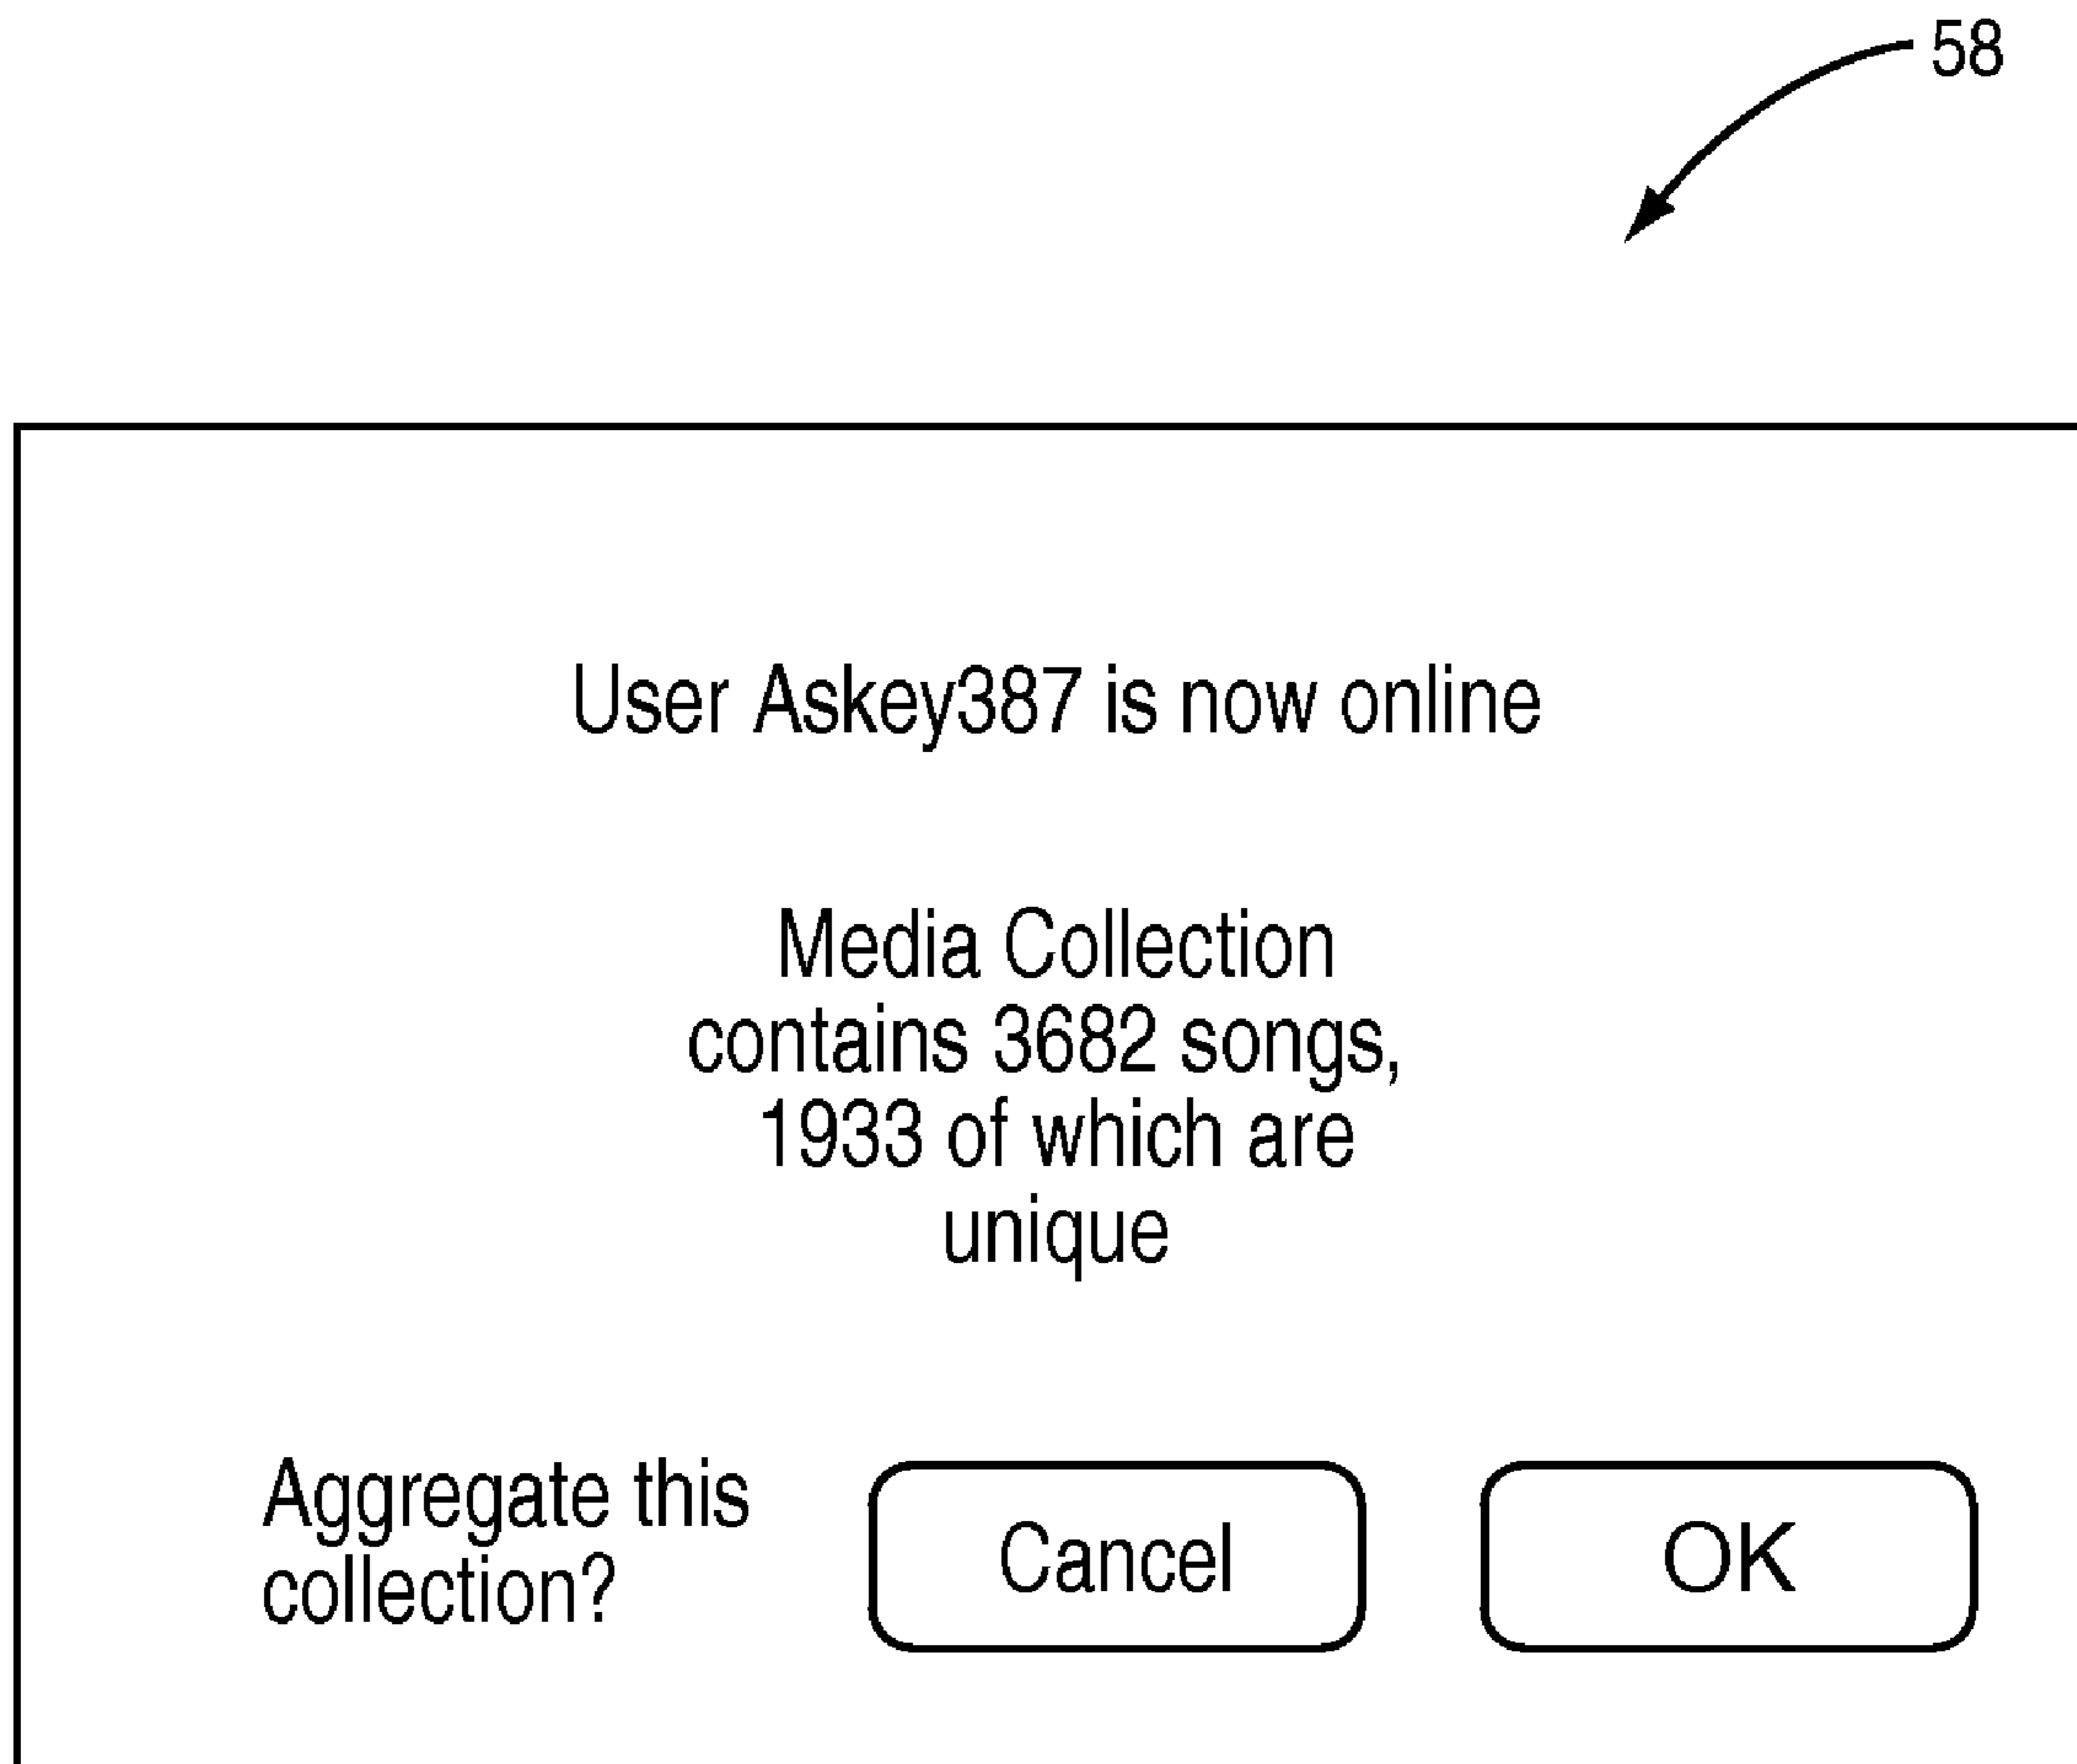 58
User Askey387 is now online
Media Collection
contains 3682 songs,
1933 of which are
unique
Aggregate this
collection?
Cancel
OK